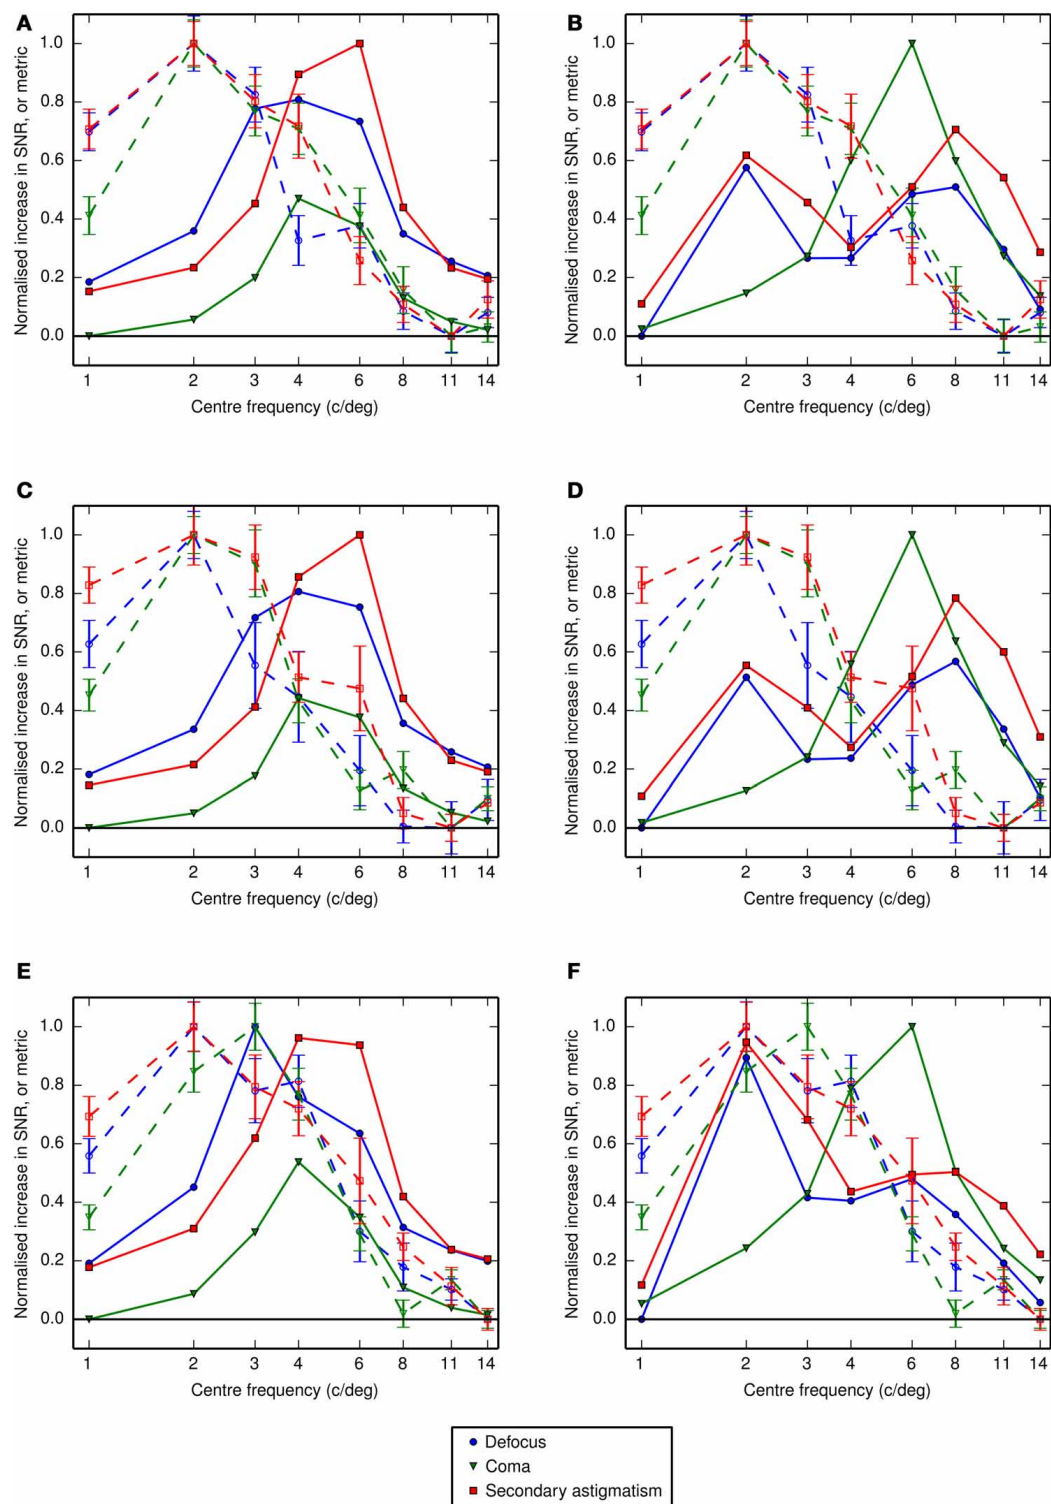 A
B
Normalised increase in SNR, or metric
1.0
0.8
0.6
0.4
0.2
0.0
1 2 3 4 6 8 11 14
Centre frequency (c/deg)
Normalised increase in SNR, or metric
1.0
0.8
0.6
0.4
0.2
0.0
1 2 3 4 6 8 11 14
Centre frequency (c/deg)
C
D
Normalised increase in SNR, or metric
1.0
0.8
0.6
0.4
0.2
0.0
1 2 3 4 6 8 11 14
Centre frequency (c/deg)
Normalised increase in SNR, or metric
1.0
0.8
0.6
0.4
0.2
0.0
1 2 3 4 6 8 11 14
Centre frequency (c/deg)
E
F
Normalised increase in SNR, or metric
1.0
0.8
0.6
0.4
0.2
0.0
1 2 3 4 6 8 11 14
Centre frequency (c/deg)
Normalised increase in SNR, or metric
1.0
0.8
0.6
0.4
0.2
0.0
1 2 3 4 6 8 11 14
Centre frequency (c/deg)
Defocus
Coma
Secondary astigmatism